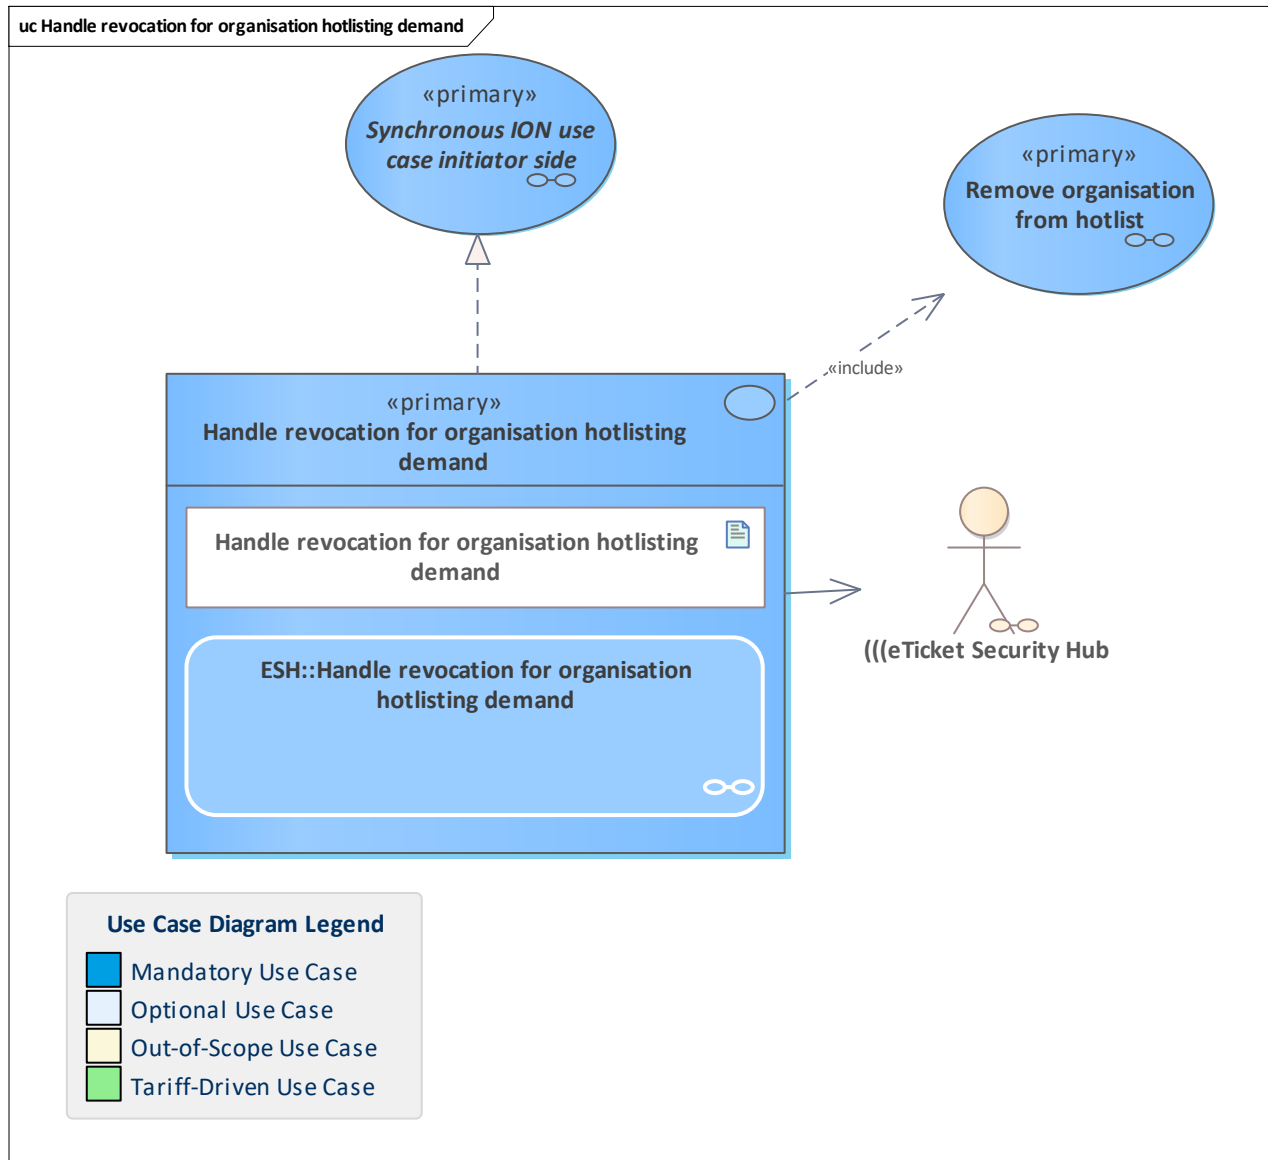 uc Handle revocation for organisation hotlisting demand
«primary»
Synchronous ION use
case initiator side
«primary»
Remove organisation
from hotlist
«include»
«primary»
Handle revocation for organisation hotlisting
demand
Handle revocation for organisation hotlisting
demand
ESH::Handle revocation for organisation
hotlisting demand
(((eTicket Security Hub
Use Case Diagram Legend
Mandatory Use Case
Optional Use Case
Out-of-Scope Use Case
Tariff-Driven Use Case